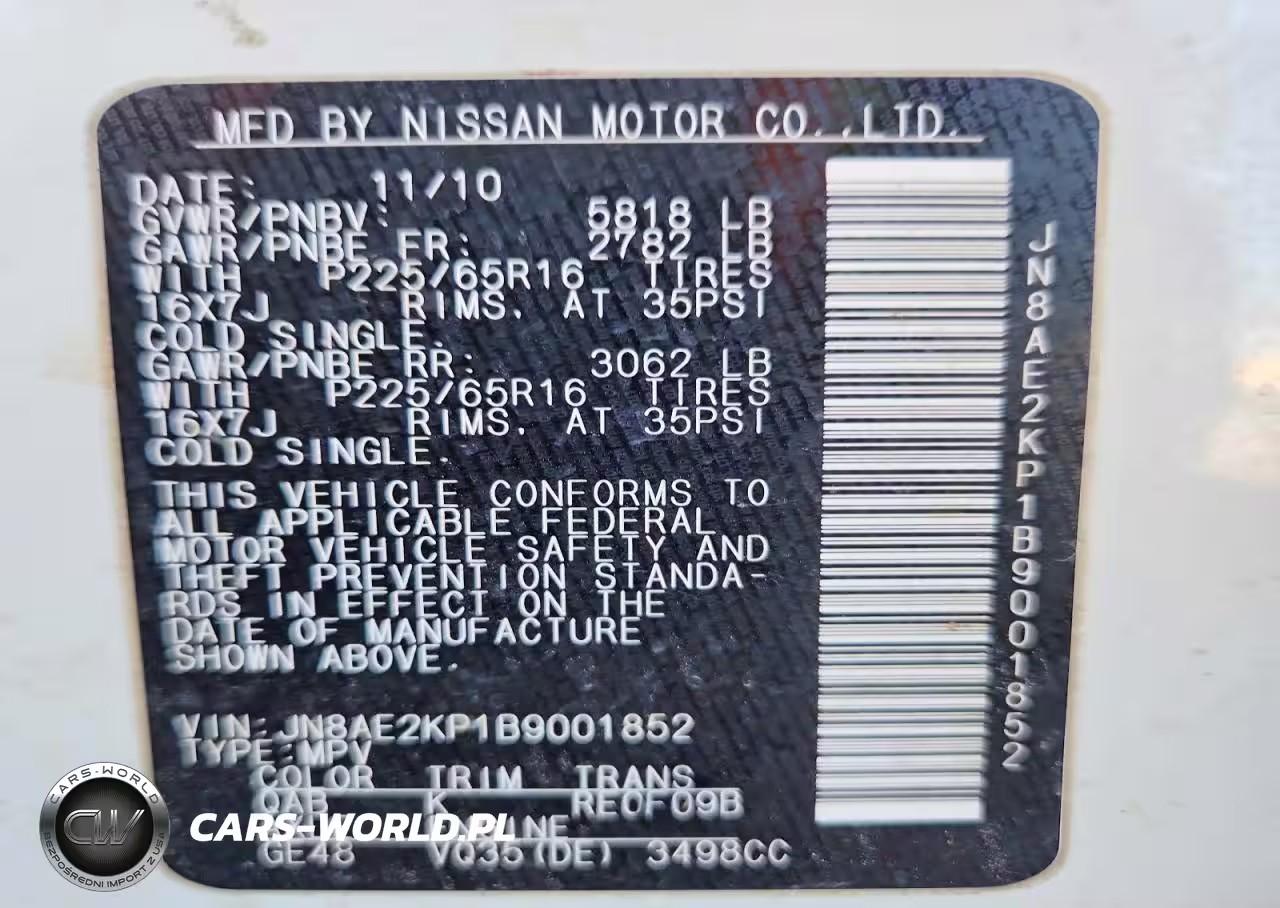 MFD BY NISSAN MOTOR CO.,LTD.
DATE: 11/10
GVWR/PNBV: 5818 LB
GAWR/PNBE FR: 2782 LB
WITH P225/65R16 TIRES
16X7J RIMS. AT 35PSI
COLD SINGLE.
GAWR/PNBE RR: 3062 LB
WITH P225/65R16 TIRES
16X7J RIMS. AT 35PSI
COLD SINGLE.
THIS VEHICLE CONFORMS TO
ALL APPLICABLE FEDERAL
MOTOR VEHICLE SAFETY AND
THEFT PREVENTION STANDA-
RDS IN EFFECT ON THE
DATE OF MANUFACTURE
SHOWN ABOVE.
VIN:JN8AE2KP1B9001852
TYPE:MPV
COLOR TRIM TRANS
QAB K RE0F09B
GE48 VQ35(DE) 3498CC
JN8AE2KP1B9001852
CARS-WORLD
CW
BEZPOŚREDNI IMPORT Z USA
CARS-WORLD.PL